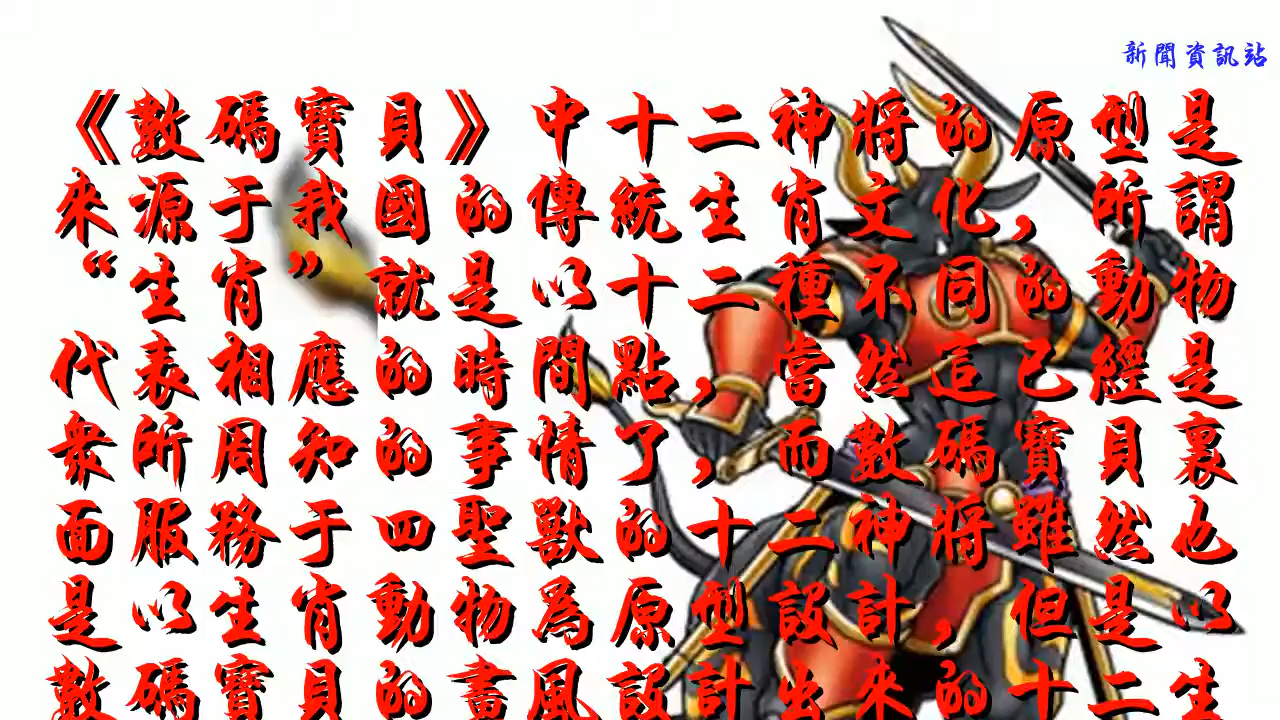 新聞資訊站
《數碼寶貝》中十二神將的原型是
來源于我國的傳統生肖文化，所謂
“生肖”就是以十二種不同的動物
代表相應的時間點，當然這已經是
衆所周知的事情了，而數碼寶貝裏
面服務于四聖獸的十二神將雖然也
是以生肖動物爲原型設計，但是以
數碼寶貝的畫風設計出來的十二生